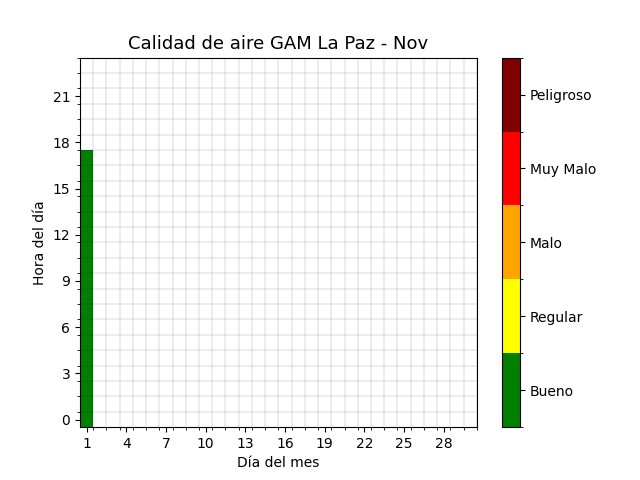 Calidad de aire GAM La Paz - Nov
Hora del día
21
18
15
12
9
6
3
0
1 4 7 10 13 16 19 22 25 28
Día del mes
Peligroso
Muy Malo
Malo
Regular
Bueno